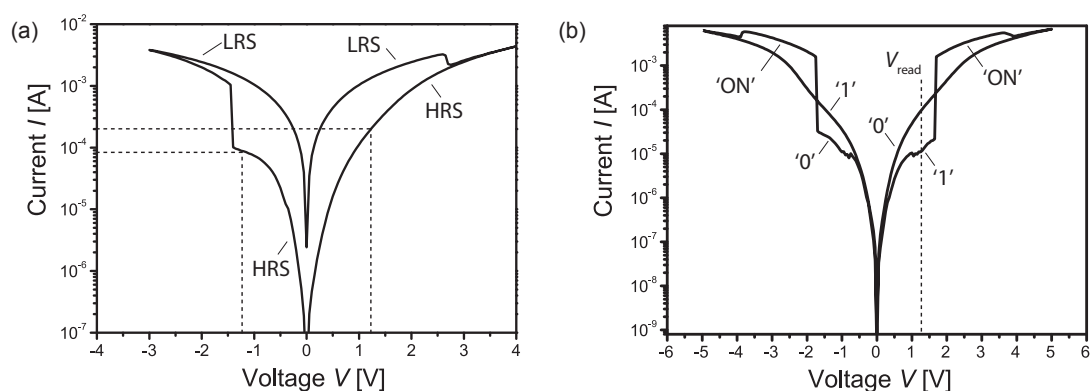 (a)
10⁻²
10⁻³
10⁻⁴
10⁻⁵
10⁻⁶
10⁻⁷
Current I [A]
LRS
LRS
HRS
HRS
-4 -3 -2 -1 0 1 2 3 4
Voltage V [V]
(b)
10⁻³
10⁻⁴
10⁻⁵
10⁻⁶
10⁻⁷
10⁻⁸
10⁻⁹
Current I [A]
Vread
'ON'
'ON'
'1'
'0'
'0'
'1'
-6 -5 -4 -3 -2 -1 0 1 2 3 4 5 6
Voltage V [V]